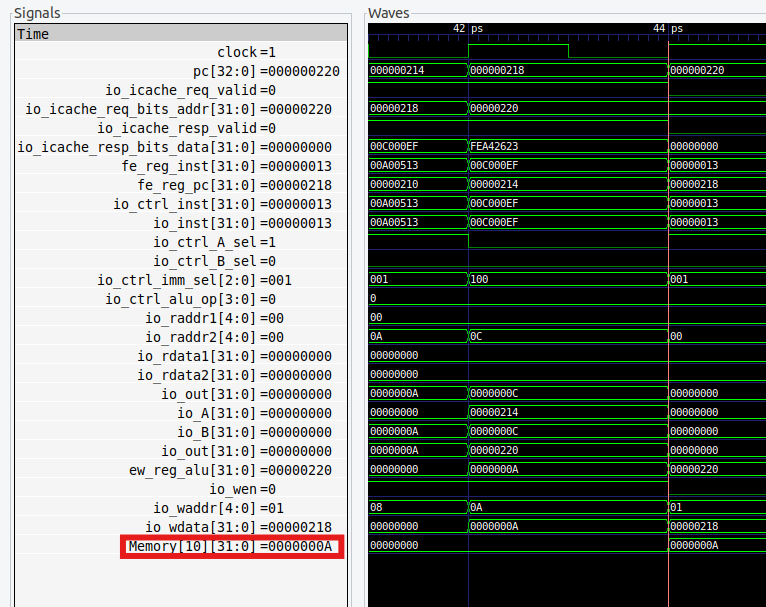 Signals
Waves
Time
42 ps 44 ps
clock=1
pc[32:0]=000000220 000000214 000000218 000000220
io_icache_req_valid=0
io_icache_req_bits_addr[31:0]=00000220 00000218 00000220
io_icache_resp_valid=0
io_icache_resp_bits_data[31:0]=00000000 00C000EF FEA42623 00000000
fe_reg_inst[31:0]=00000013 00A00513 00C000EF 00000013
fe_reg_pc[31:0]=00000218 00000210 00000214 00000218
io_ctrl_inst[31:0]=00000013 00A00513 00C000EF 00000013
io_inst[31:0]=00000013 00A00513 00C000EF 00000013
io_ctrl_A_sel=1
io_ctrl_B_sel=0
io_ctrl_imm_sel[2:0]=001 001 100 001
io_ctrl_alu_op[3:0]=0 0
io_raddr1[4:0]=00 00
io_raddr2[4:0]=00 0A 0C 00
io_rdata1[31:0]=00000000 00000000
io_rdata2[31:0]=00000000 00000000
io_out[31:0]=00000000 0000000A 0000000C 00000000
io_A[31:0]=00000000 00000000 00000214 00000000
io_B[31:0]=00000000 0000000A 0000000C 00000000
io_out[31:0]=00000000 0000000A 00000220 00000000
ew_reg_alu[31:0]=00000220 00000000 0000000A 00000220
io_wen=0
io_waddr[4:0]=01 08 0A 01
io_wdata[31:0]=00000218 00000000 0000000A 00000218
Memory[10][31:0]=0000000A 00000000 0000000A